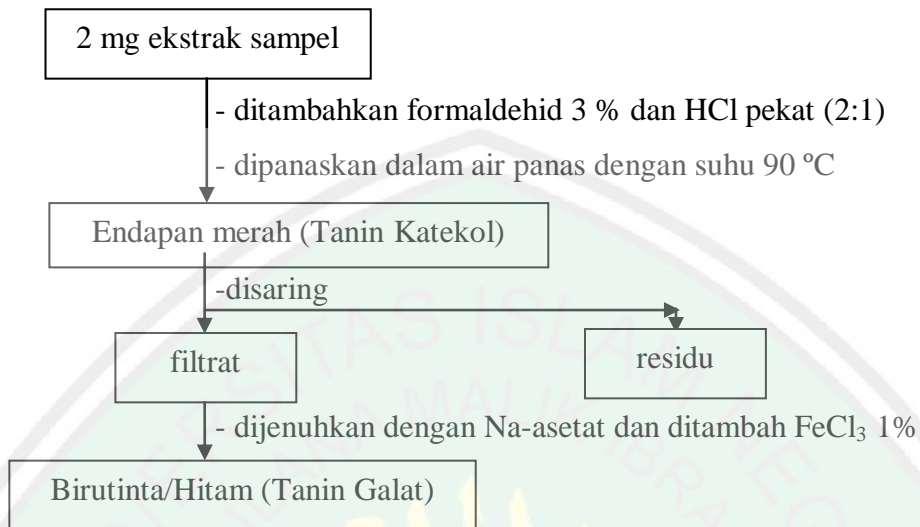 2 mg ekstrak sampel
- ditambahkan formaldehid 3 % dan HCl pekat (2:1)
- dipanaskan dalam air panas dengan suhu 90 ºC
Endapan merah (Tanin Katekol)
-disaring
filtrat
residu
- dijenuhkan dengan Na-asetat dan ditambah FeCl₃ 1%
Birutinta/Hitam (Tanin Galat)